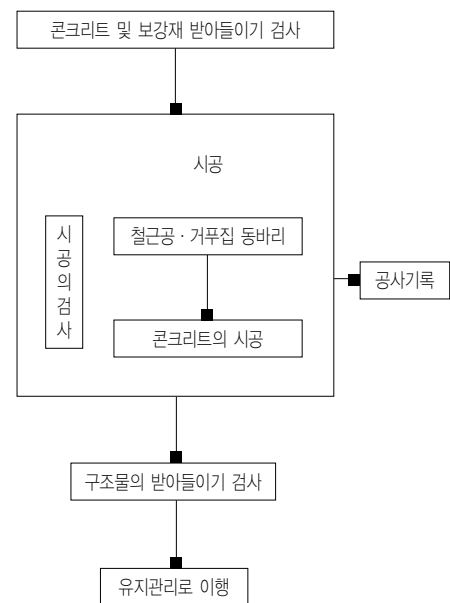 콘크리트 및 보강재 받아들이기 검사
시공
시공의검사
철근공 · 거푸집 동바리
콘크리트의 시공
공사기록
구조물의 받아들이기 검사
유지관리로 이행